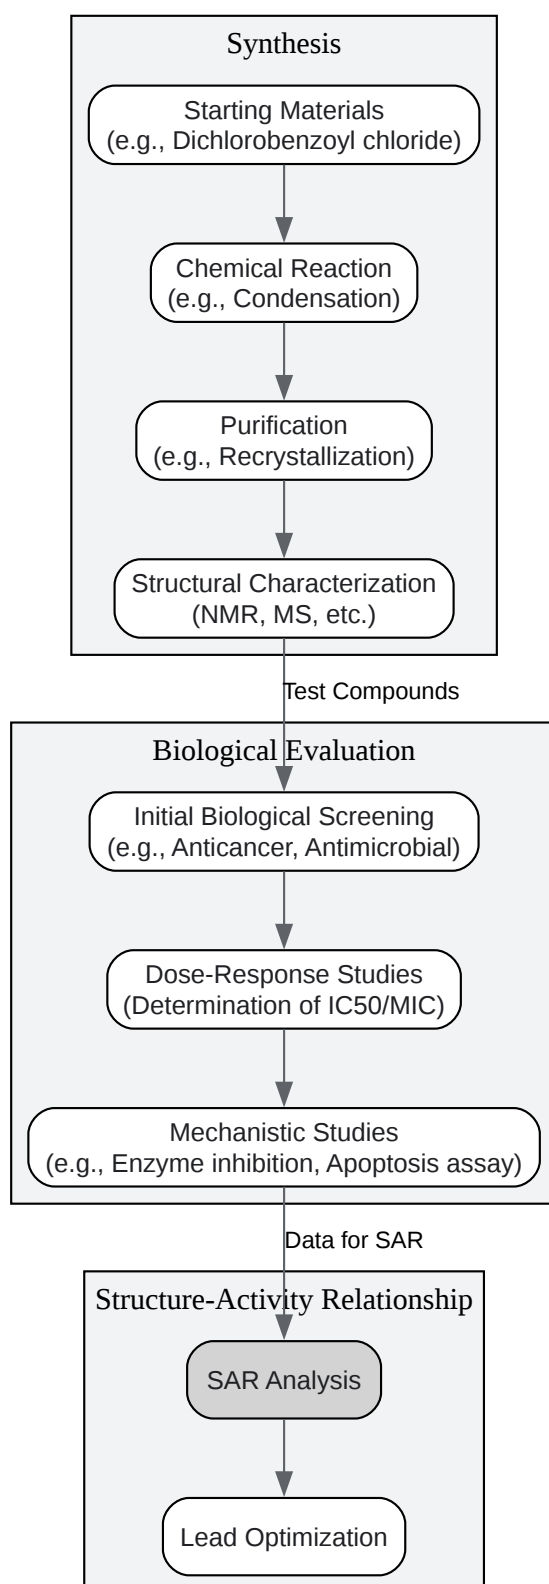 Synthesis
Starting Materials
(e.g., Dichlorobenzoyl chloride)
Chemical Reaction
(e.g., Condensation)
Purification
(e.g., Recrystallization)
Structural Characterization
(NMR, MS, etc.)
Test Compounds
Biological Evaluation
Initial Biological Screening
(e.g., Anticancer, Antimicrobial)
Dose-Response Studies
(Determination of IC50/MIC)
Mechanistic Studies
(e.g., Enzyme inhibition, Apoptosis assay)
Data for SAR
Structure-Activity Relationship
SAR Analysis
Lead Optimization